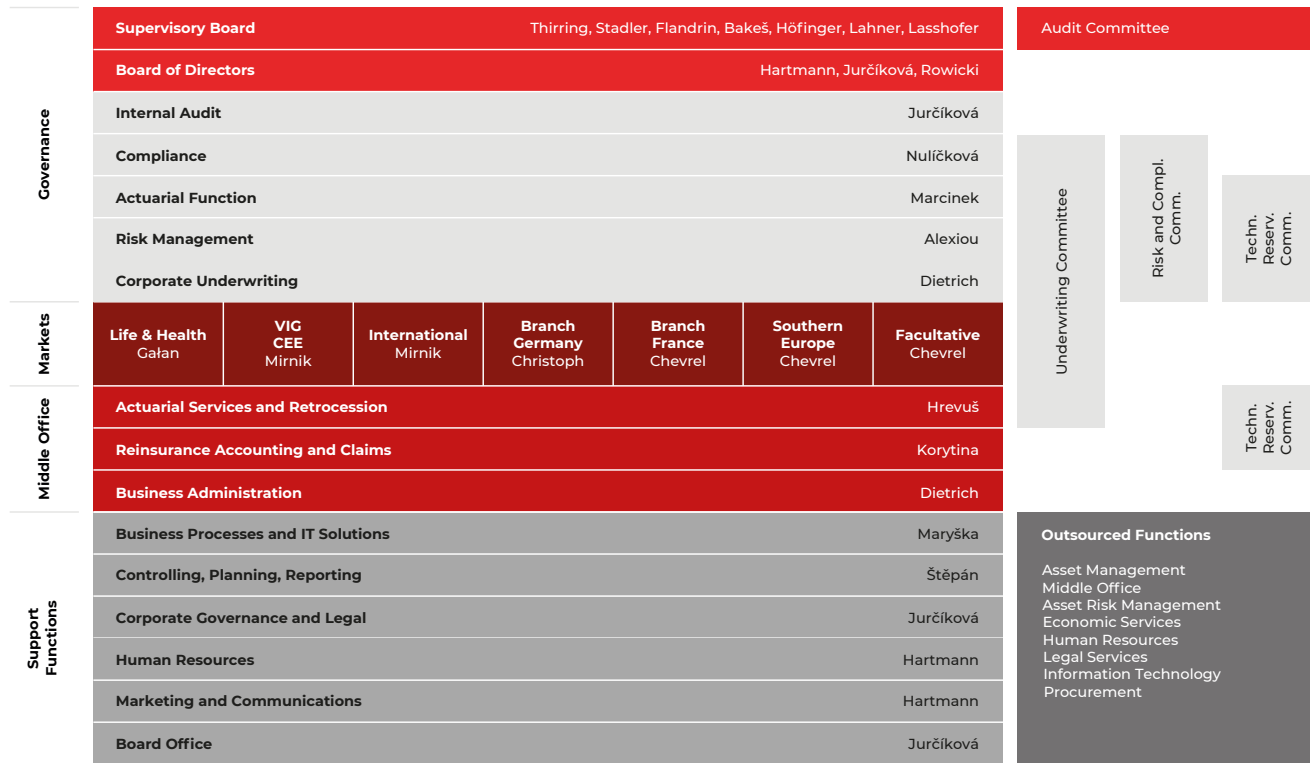 Governance
Supervisory Board Thirring, Stadler, Flandrin, Bakeš, Höfinger, Lahner, Lasshofer
Board of Directors Hartmann, Jurčíková, Rowicki
Internal Audit Jurčíková
Compliance Nulíčková
Actuarial Function Marcinek
Risk Management Alexiou
Corporate Underwriting Dietrich
Audit Committee
Underwriting Committee
Risk and Compl.
Comm.
Techn.
Reserv.
Comm.
Markets
Life & Health
Gałan
VIG
CEE
Mirnik
International
Mirnik
Branch
Germany
Christoph
Branch
France
Chevrel
Southern
Europe
Chevrel
Facultative
Chevrel
Middle Office
Actuarial Services and Retrocession Hrevuš
Reinsurance Accounting and Claims Korytina
Business Administration Dietrich
Techn.
Reserv.
Comm.
Support
Functions
Business Processes and IT Solutions Maryška
Controlling, Planning, Reporting Štěpán
Corporate Governance and Legal Jurčíková
Human Resources Hartmann
Marketing and Communications Hartmann
Board Office Jurčíková
Outsourced Functions
Asset Management
Middle Office
Asset Risk Management
Economic Services
Human Resources
Legal Services
Information Technology
Procurement